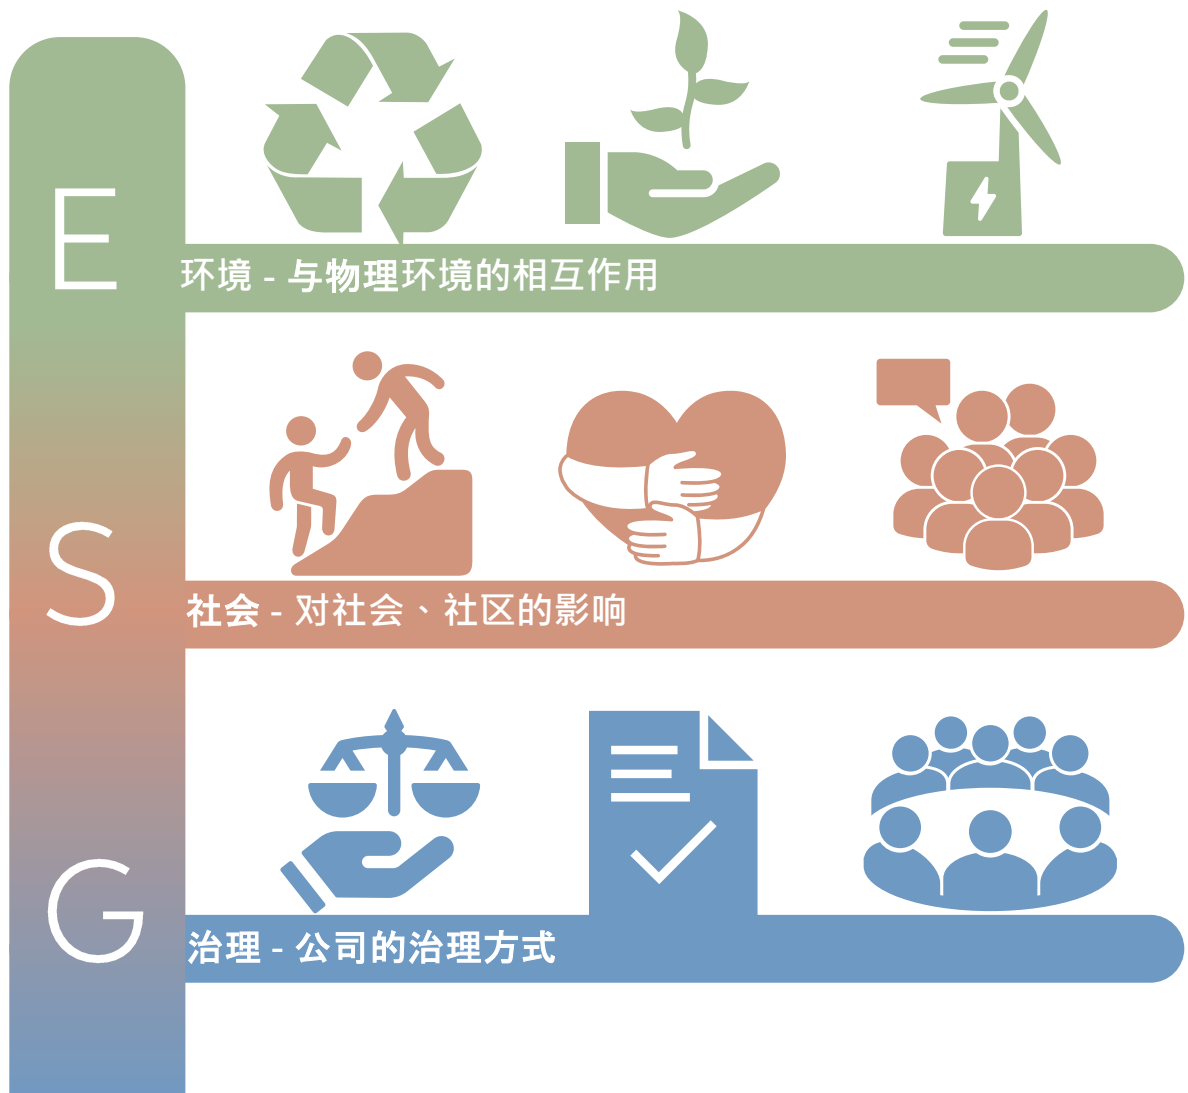 E
环境 - 与物理环境的相互作用
S
社会 - 对社会、社区的影响
G
治理 - 公司的治理方式